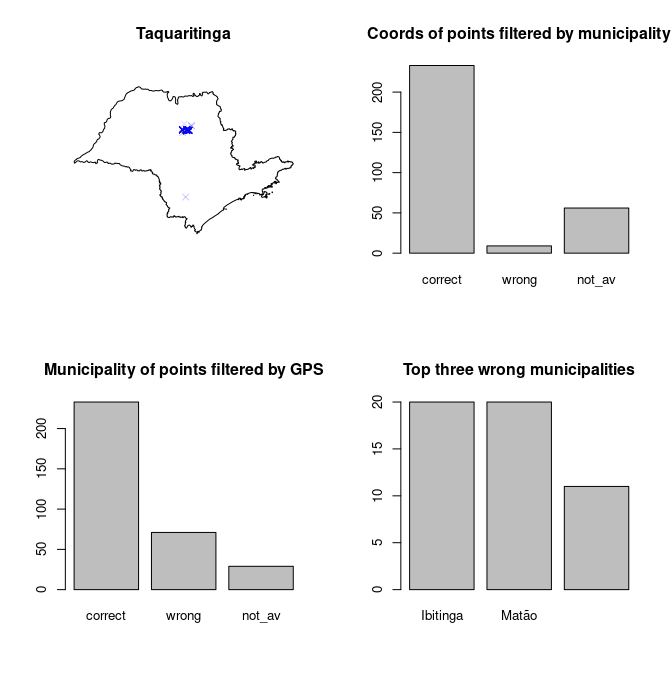 Taquaritinga
Coords of points filtered by municipality
0
50
100
150
200
correct wrong not_av
Municipality of points filtered by GPS
0
50
100
150
200
correct wrong not_av
Top three wrong municipalities
0
5
10
15
20
Ibitinga Matão